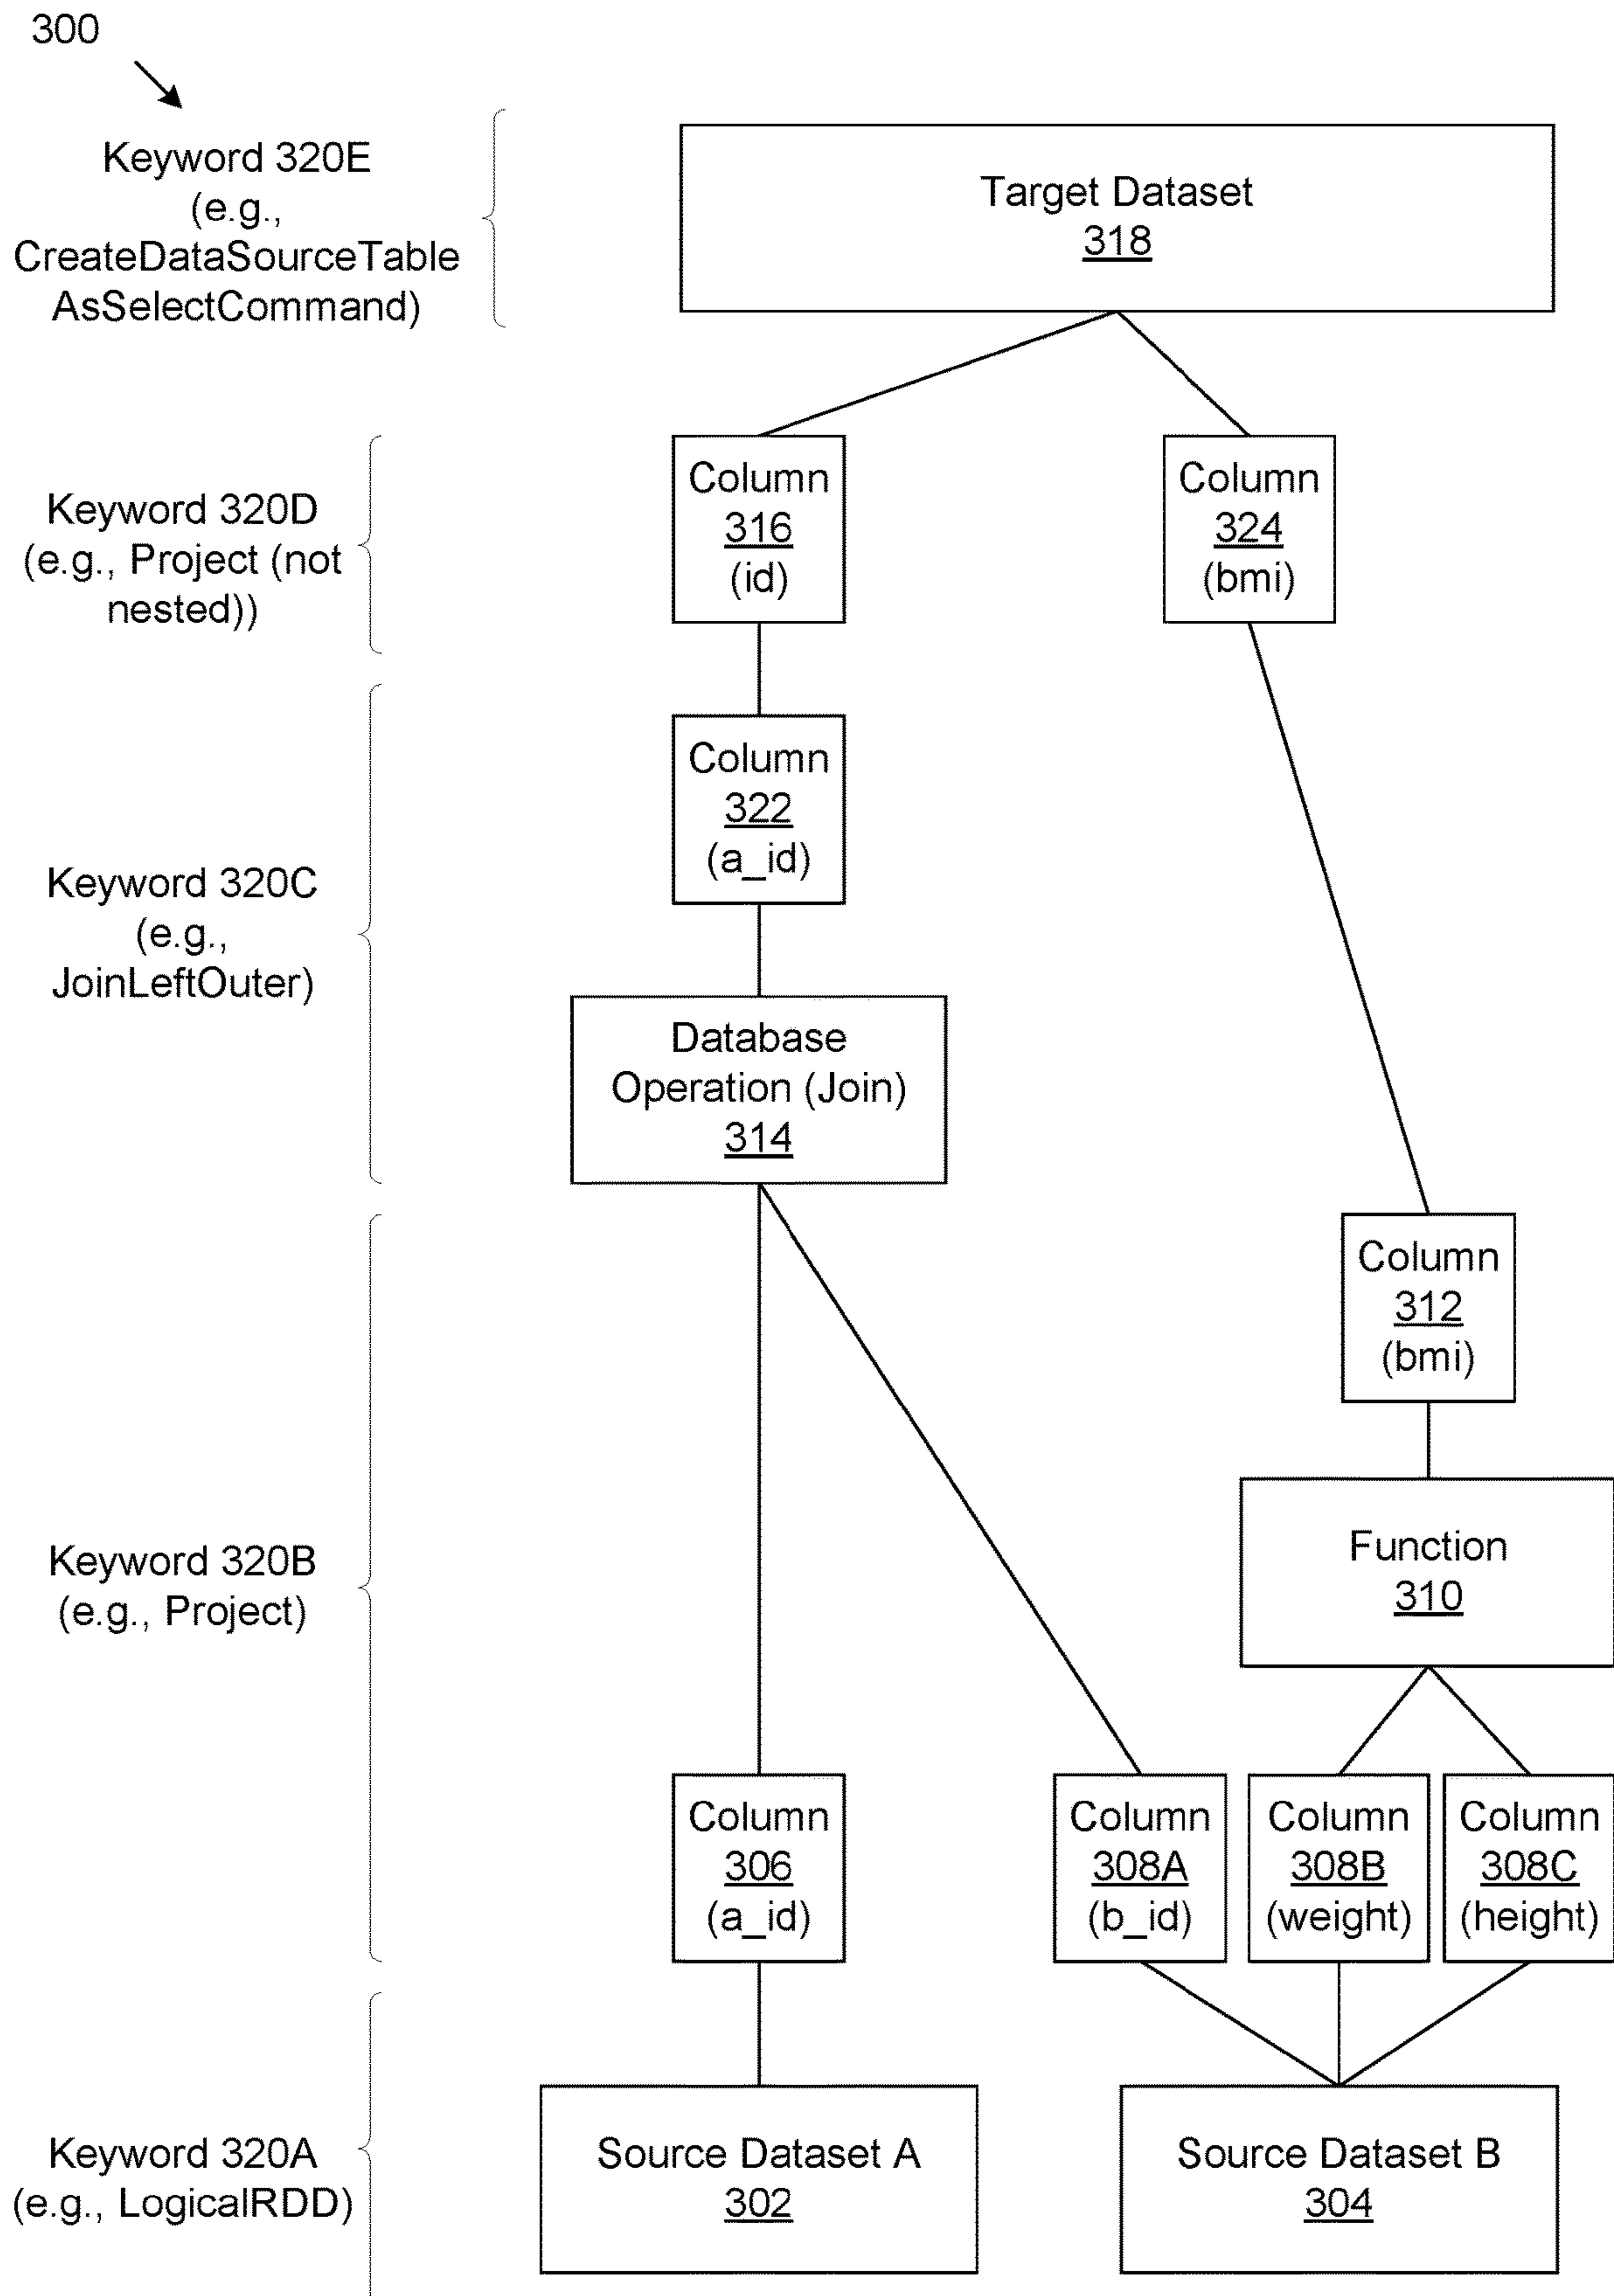 300
Keyword 320E
(e.g.,
CreateDataSourceTable
AsSelectCommand)
Target Dataset
318
Keyword 320D
(e.g., Project (not
nested))
Column
316
(id)
Column
324
(bmi)
Keyword 320C
(e.g.,
JoinLeftOuter)
Column
322
(a_id)
Database
Operation (Join)
314
Column
312
(bmi)
Keyword 320B
(e.g., Project)
Function
310
Column
306
(a_id)
Column
308A
(b_id)
Column
308B
(weight)
Column
308C
(height)
Keyword 320A
(e.g., LogicalRDD)
Source Dataset A
302
Source Dataset B
304